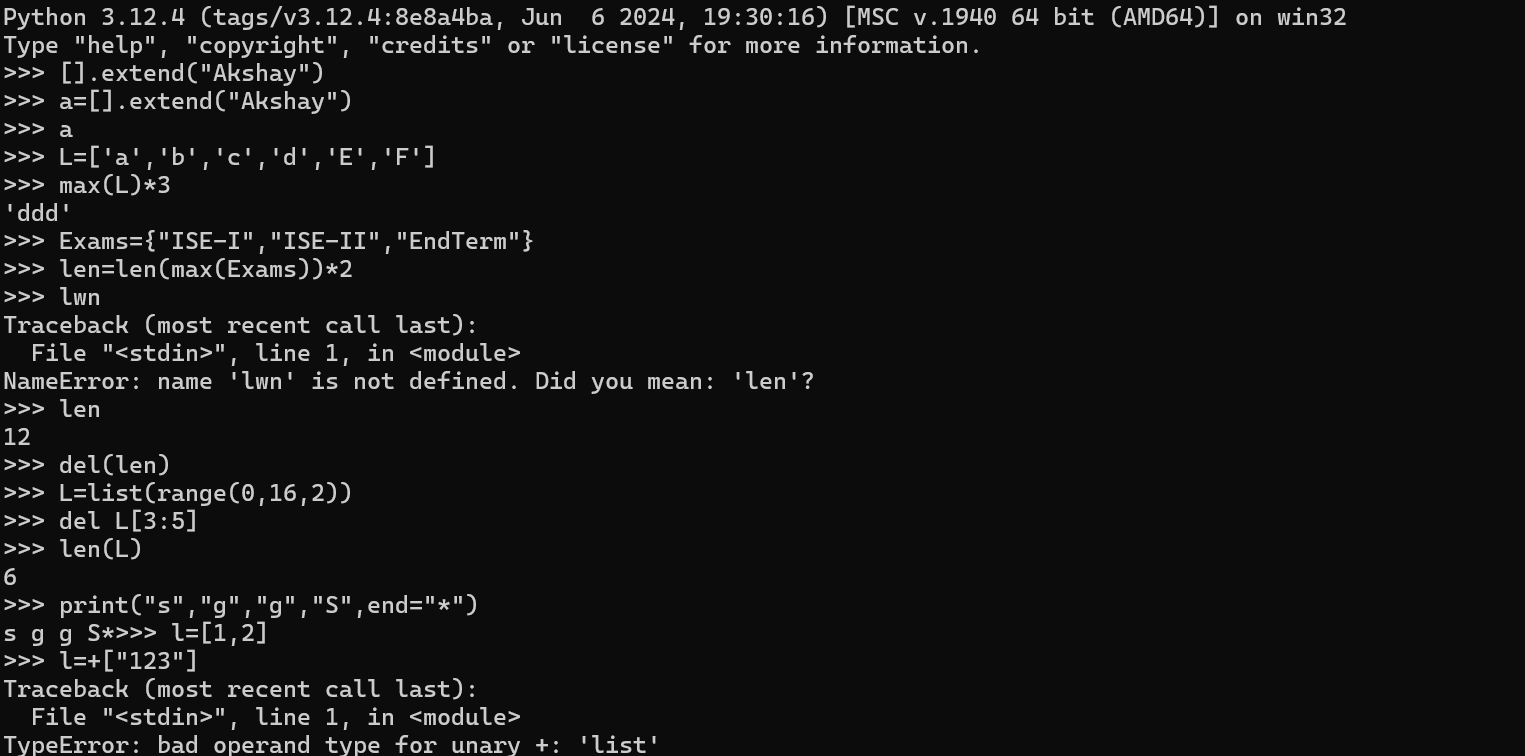 Python 3.12.4 (tags/v3.12.4:8e8a4ba, Jun  6 2024, 19:30:16) [MSC v.1940 64 bit (AMD64)] on win32
Type "help", "copyright", "credits" or "license" for more information.
>>> [].extend("Akshay")
>>> a=[].extend("Akshay")
>>> a
>>> L=['a','b','c','d','E','F']
>>> max(L)*3
'ddd'
>>> Exams={"ISE-I","ISE-II","EndTerm"}
>>> len=len(max(Exams))*2
>>> lwn
Traceback (most recent call last):
  File "<stdin>", line 1, in <module>
NameError: name 'lwn' is not defined. Did you mean: 'len'?
>>> len
12
>>> del(len)
>>> L=list(range(0,16,2))
>>> del L[3:5]
>>> len(L)
6
>>> print("s","g","g","S",end="*")
s g g S*>>> l=[1,2]
>>> l=+["123"]
Traceback (most recent call last):
  File "<stdin>", line 1, in <module>
TypeError: bad operand type for unary +: 'list'